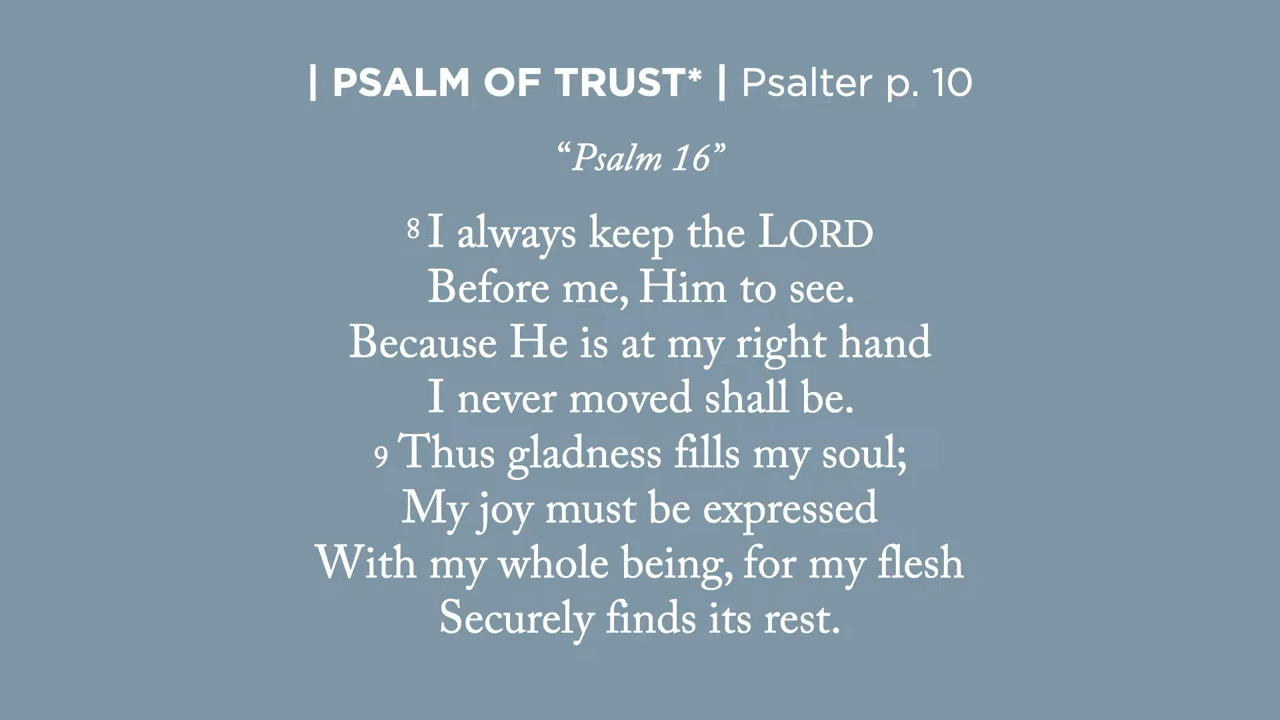 | PSALM OF TRUST* | Psalter p. 10
“Psalm 16”
8 I always keep the LORD
Before me, Him to see.
Because He is at my right hand
I never moved shall be.
9 Thus gladness fills my soul;
My joy must be expressed
With my whole being, for my flesh
Securely finds its rest.